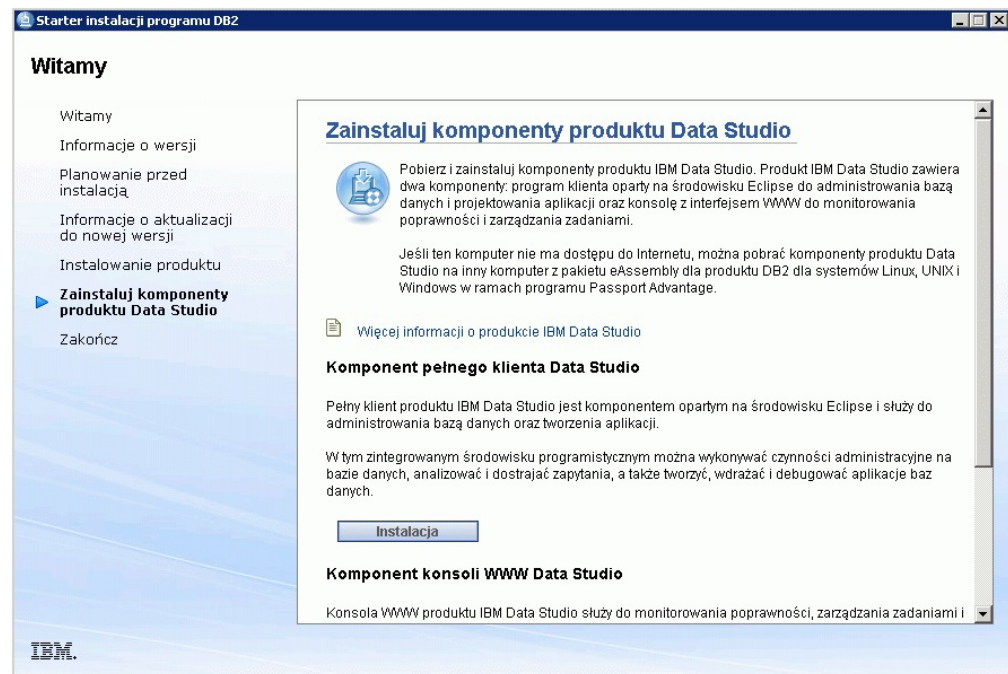 Starter instalacji programu DB2
Witamy
Witamy
Informacje o wersji
Planowanie przed
instalacją
Informacje o aktualizacji
do nowej wersji
Instalowanie produktu
Zainstaluj komponenty
produktu Data Studio
Zakończ
Zainstaluj komponenty produktu Data Studio
Pobierz i zainstaluj komponenty produktu IBM Data Studio. Produkt IBM Data Studio zawiera
dwa komponenty: program klienta oparty na środowisku Eclipse do administrowania bazą
danych i projektowania aplikacji oraz konsolę z interfejsem WWW do monitorowania
poprawności i zarządzania zadaniami.
Jeśli ten komputer nie ma dostępu do Internetu, można pobrać komponenty produktu Data
Studio na inny komputer z pakietu eAssembly dla produktu DB2 dla systemów Linux, UNIX i
Windows w ramach programu Passport Advantage.
Więcej informacji o produkcie IBM Data Studio
Komponent pełnego klienta Data Studio
Pełny klient produktu IBM Data Studio jest komponentem opartym na środowisku Eclipse i służy do
administrowania bazą danych oraz tworzenia aplikacji.
W tym zintegrowanym środowisku programistycznym można wykonywać czynności administracyjne na
bazie danych, analizować i dostrajać zapytania, a także tworzyć, wdrażać i debugować aplikacje baz
danych.
Instalacja
Komponent konsoli WWW Data Studio
Konsola WWW produktu IBM Data Studio służy do monitorowania poprawności, zarządzania zadaniami i
IBM.